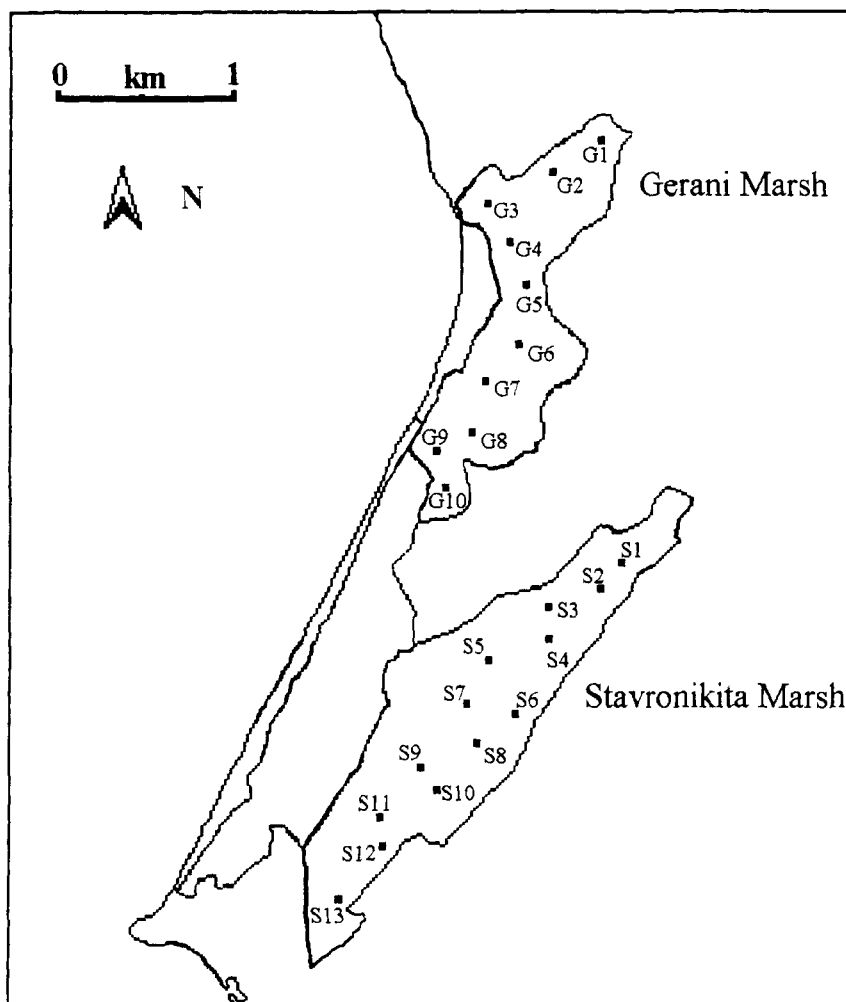 0 km 1
N
Gerani Marsh
G1
G2
G3
G4
G5
G6
G7
G8
G9
G10
Stavronikita Marsh
S1
S2
S3
S4
S5
S6
S7
S8
S9
S10
S11
S12
S13